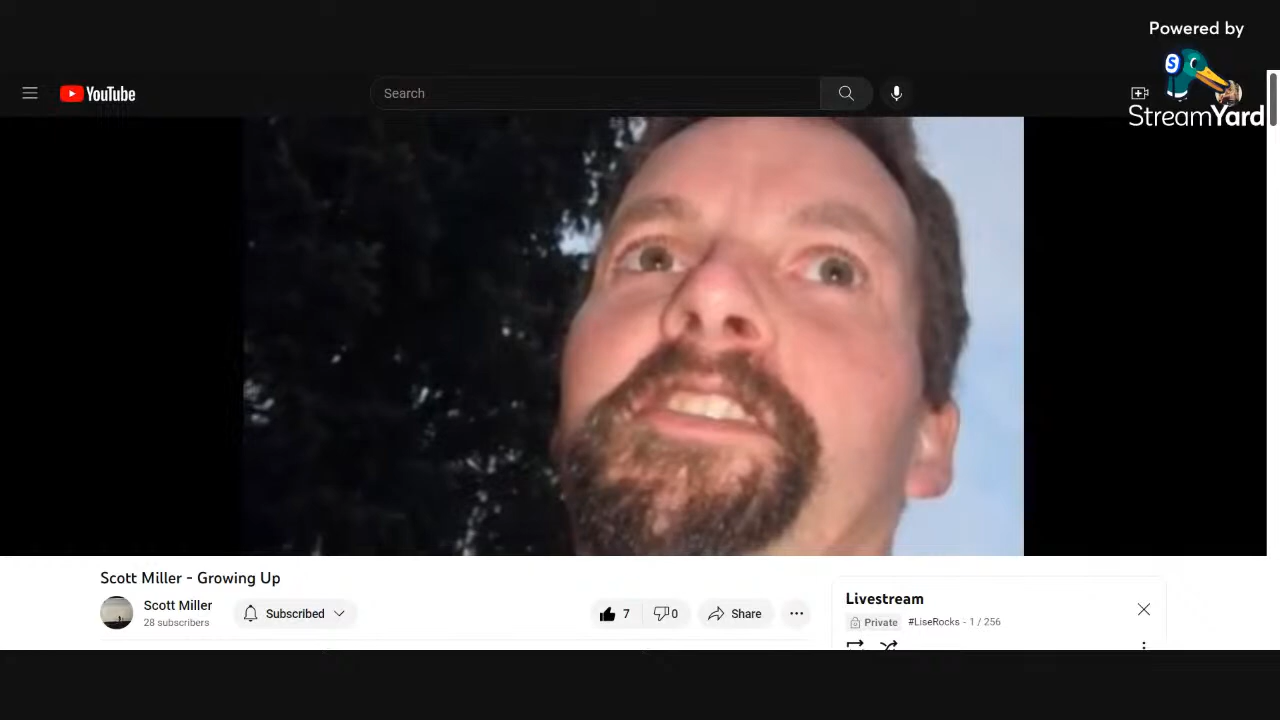 Powered by
S
StreamYard
YouTube
Search
Scott Miller - Growing Up
Scott Miller
28 subscribers
Subscribed
7
0
Share
Livestream
Private #LiseRocks - 1 / 256